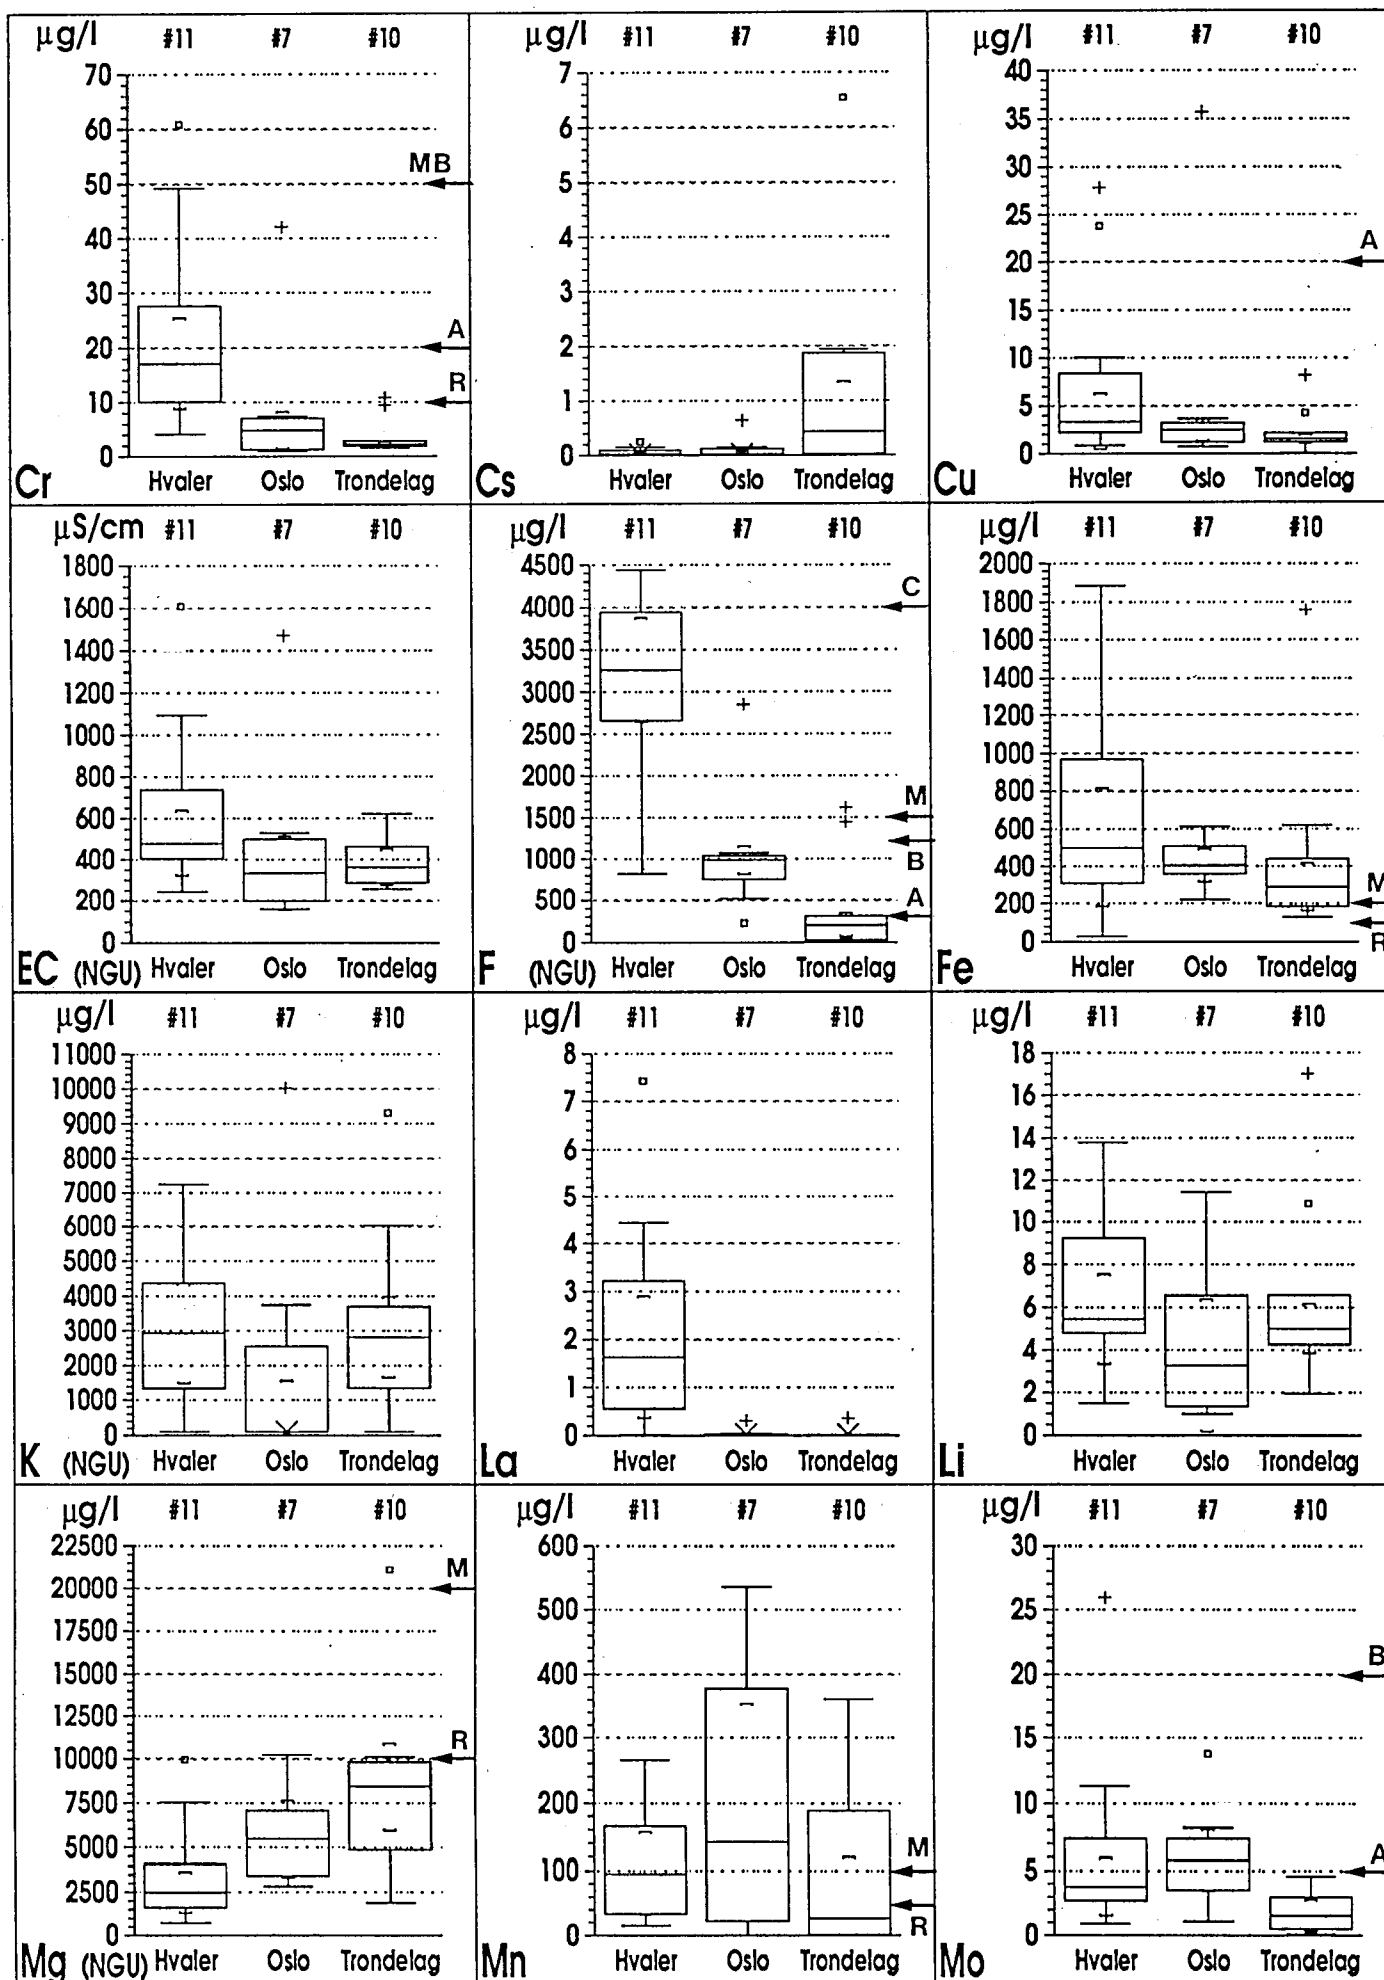 μg/l #11 #7 #10 μg/l #11 #7 #10 μg/l #11 #7 #10
70 7 40
60 6 35
MB
50 5 30
40 4 25
A
30 3 20
A
20 2 15
R
10 1 10
5
0 0 0
Cr Hvaler Oslo Trondelag Cs Hvaler Oslo Trondelag Cu Hvaler Oslo Trondelag
μS/cm #11 #7 #10 μg/l #11 #7 #10 μg/l #11 #7 #10
1800 4500 2000
C
1600 4000 1800
1400 3500 1600
1200 3000 1400
1000 2500 1200
800 2000 1000
M
600 1500 800
B
400 1000 600
A
200 500 400
M
200
R
0 0 0
EC (NGU) Hvaler Oslo Trondelag F (NGU) Hvaler Oslo Trondelag Fe Hvaler Oslo Trondelag
μg/l #11 #7 #10 μg/l #11 #7 #10 μg/l #11 #7 #10
11000 8 18
10000 7 16
9000 6 14
8000 5 12
7000 4 10
6000 3 8
5000 2 6
4000 1 4
3000 2
2000
1000
0 0 0
K (NGU) Hvaler Oslo Trondelag La Hvaler Oslo Trondelag Li Hvaler Oslo Trondelag
μg/l #11 #7 #10 μg/l #11 #7 #10 μg/l #11 #7 #10
22500 600 30
M
20000 500 25
17500 400 20
B
15000 300 15
12500 200 10
R
10000 100 5
M A
7500
R
5000
2500
0 0 0
Mg (NGU) Hvaler Oslo Trondelag Mn Hvaler Oslo Trondelag Mo Hvaler Oslo Trondelag